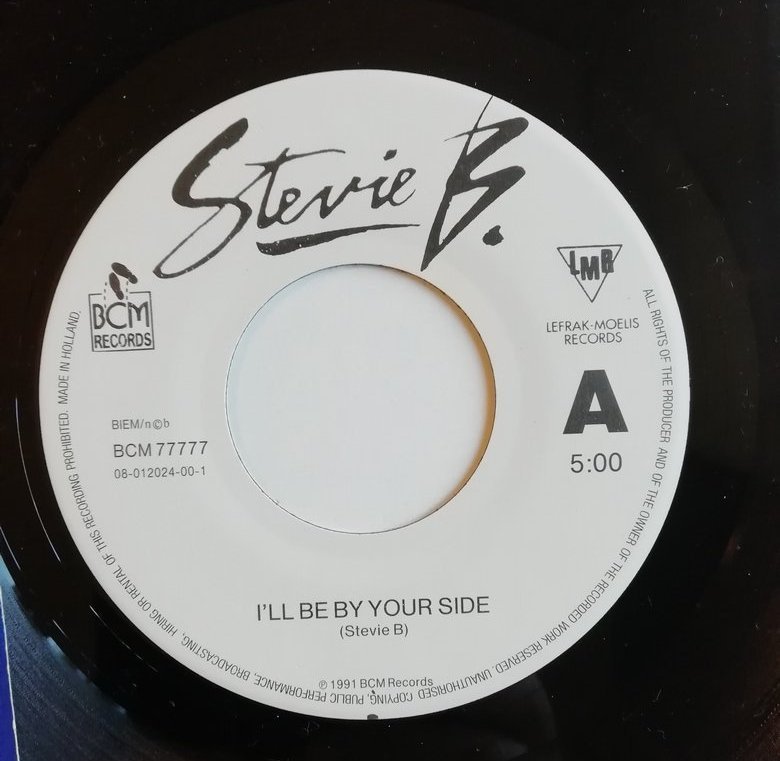 Stevie B.
BCM
RECORDS
LMR
LEFRAK-MOELIS
RECORDS
A
5:00
BIEM/n©b
BCM 77777
08-012024-00-1
I'LL BE BY YOUR SIDE
(Stevie B)
℗ 1991 BCM Records
ALL RIGHTS OF THE PRODUCER AND OF THE OWNER OF THE RECORDED WORK RESERVED. UNAUTHORISED COPYING, PUBLIC PERFORMANCE, BROADCASTING, HIRING OR RENTAL OF THIS RECORDING PROHIBITED. MADE IN HOLLAND.